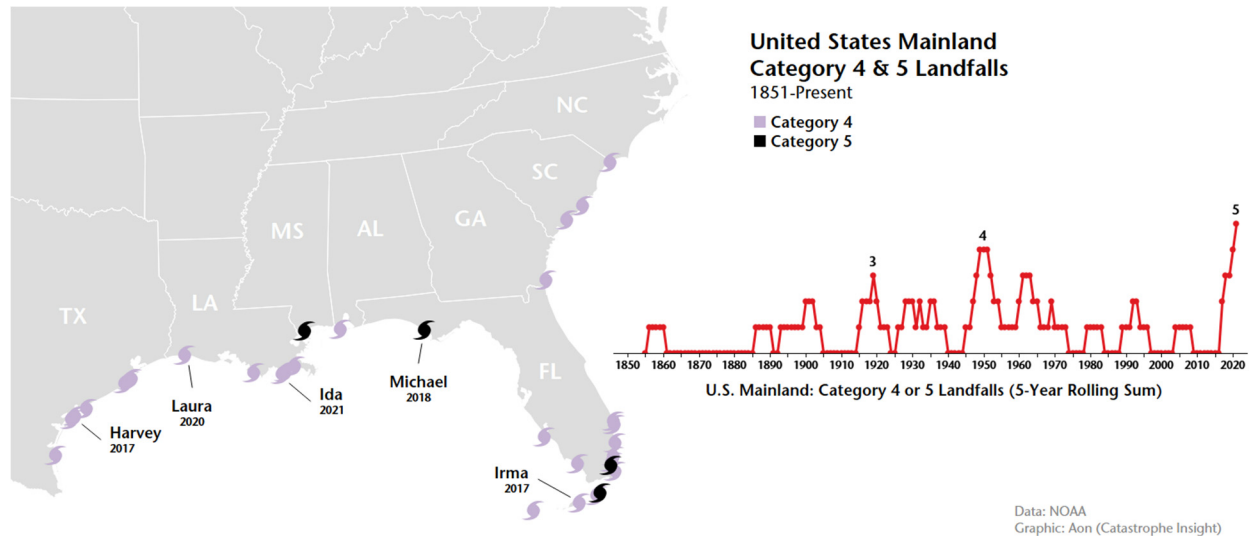 United States Mainland
Category 4 & 5 Landfalls
1851-Present
Category 4
Category 5
NC
SC
MS
AL
GA
LA
TX
FL
Laura
2020
Harvey
2017
Ida
2021
Michael
2018
Irma
2017
3
4
5
1850 1860 1870 1880 1890 1900 1910 1920 1930 1940 1950 1960 1970 1980 1990 2000 2010 2020
U.S. Mainland: Category 4 or 5 Landfalls (5-Year Rolling Sum)
Data: NOAA
Graphic: Aon (Catastrophe Insight)